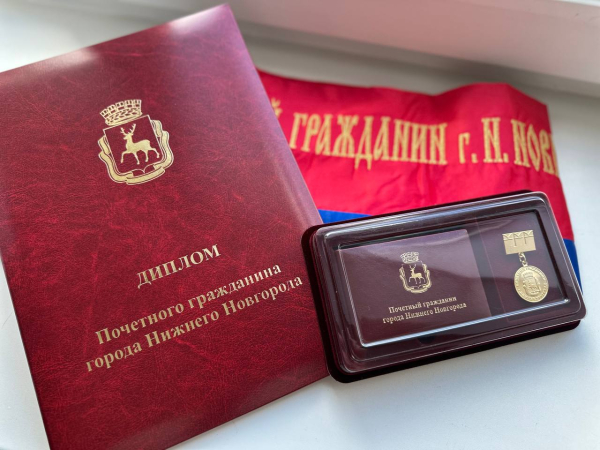 ДИПЛОМ
Почетного гражданина
города Нижнего Новгорода
ГРАЖДАНИН г. Н. НОВ
Почетный гражданин
города Нижнего Новгорода